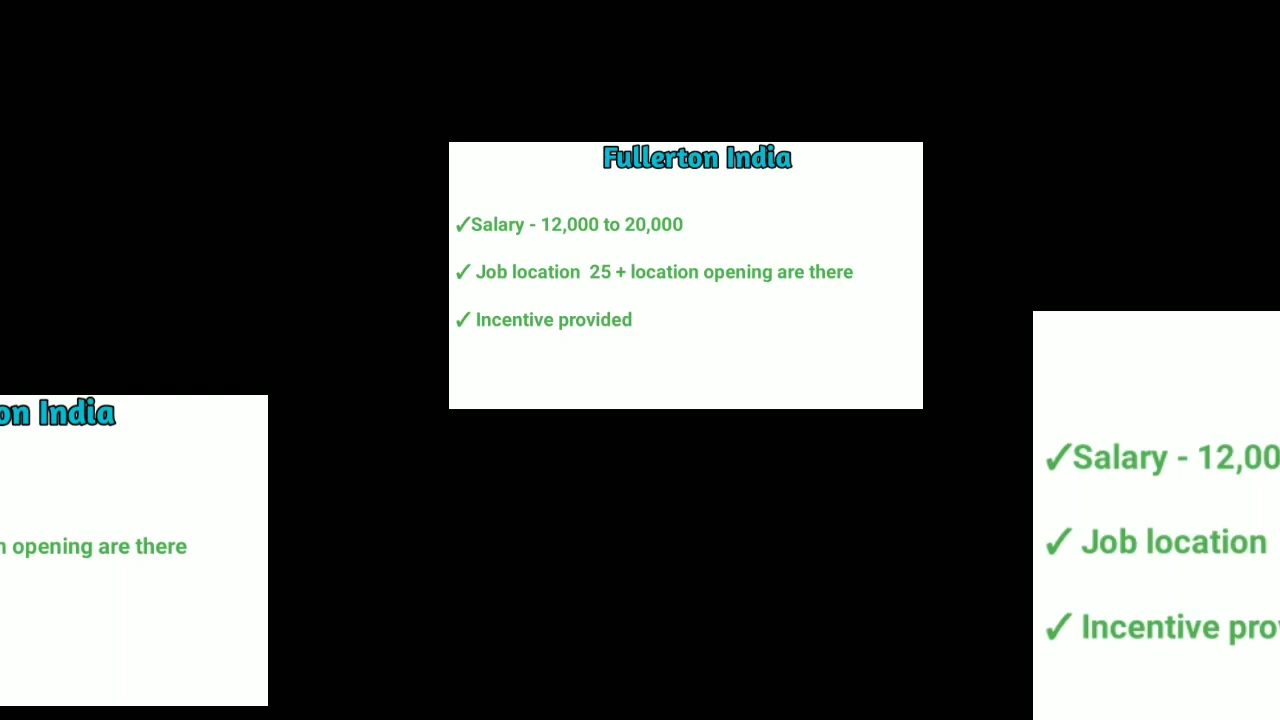 Fullerton India
✓Salary - 12,000 to 20,000
✓ Job location 25 + location opening are there
✓ Incentive provided
on India
opening are there
✓Salary - 12,00
✓ Job location
✓ Incentive pro